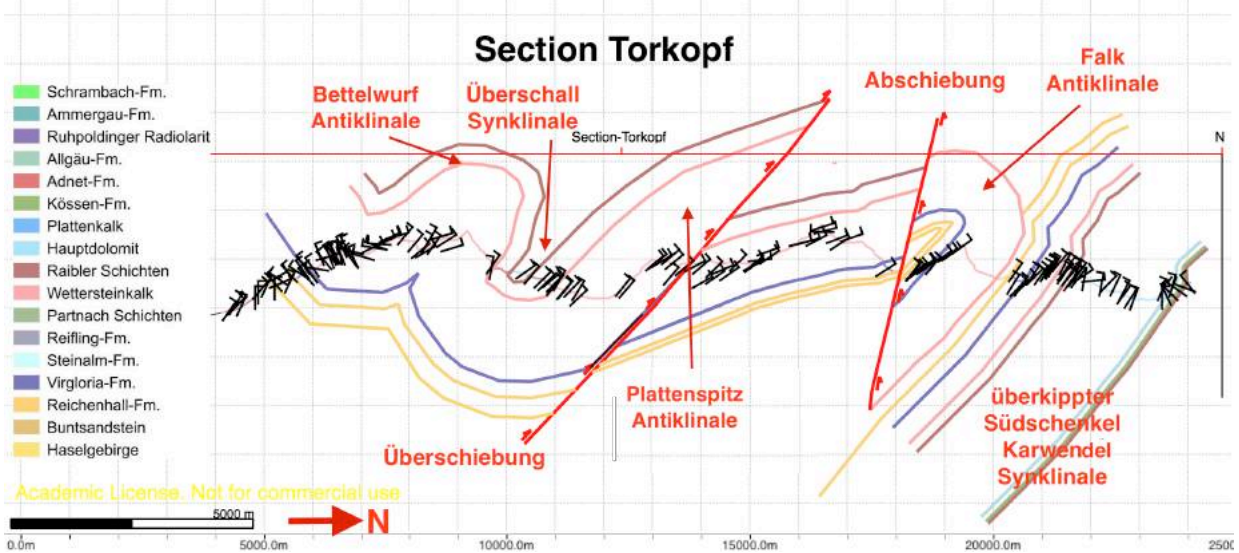 Section Torkopf
Bettelwurf
Antiklinale
Überschall
Synklinale
Abschiebung
Falk
Antiklinale
Section-Torkopf
N
Schrambach-Fm.
Ammergau-Fm.
Ruhpoldinger Radiolarit
Allgäu-Fm.
Adnet-Fm.
Kössen-Fm.
Plattenkalk
Hauptdolomit
Raibler Schichten
Wettersteinkalk
Partnach Schichten
Reifling-Fm.
Steinalm-Fm.
Virgloria-Fm.
Reichenhall-Fm.
Buntsandstein
Haselgebirge
Plattenspitz
Antiklinale
Überschiebung
überkippter
Südschenkel
Karwendel
Synklinale
Academic License. Not for commercial use
5000 m
N
0.0m 5000.0m 10000.0m 15000.0m 20000.0m 2500